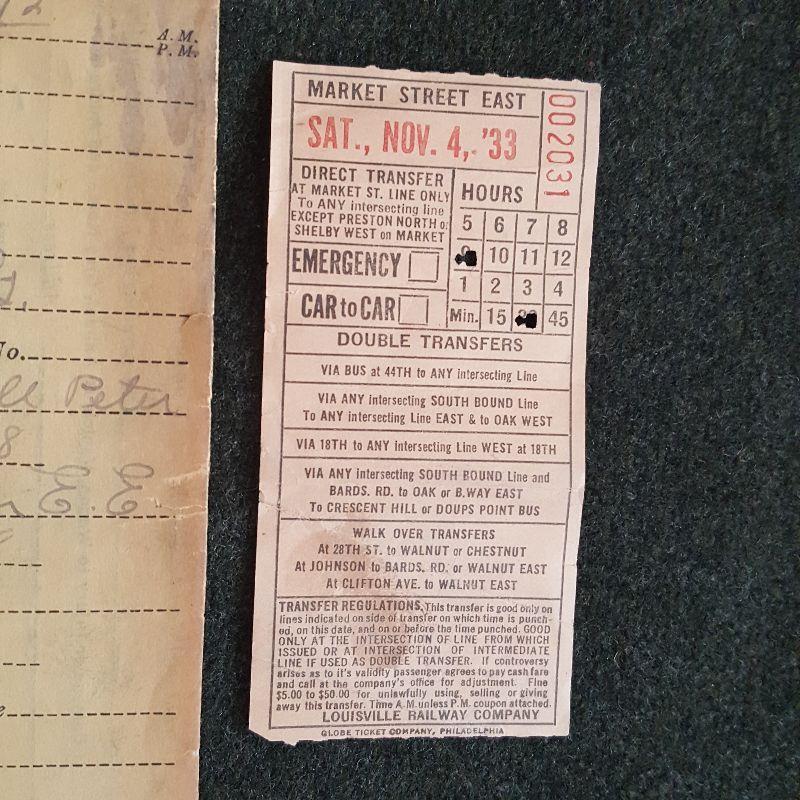 A.M.
P.M.
No.
Peter
8
MARKET STREET EAST
002031
SAT., NOV. 4, '33
DIRECT TRANSFER
AT MARKET ST. LINE ONLY
To ANY intersecting line
EXCEPT PRESTON NORTH or
SHELBY WEST on MARKET
HOURS
5 6 7 8
EMERGENCY
10 11 12
1 2 3 4
CAR to CAR
Min. 15 45
DOUBLE TRANSFERS
VIA BUS at 44TH to ANY intersecting Line
VIA ANY intersecting SOUTH BOUND Line
To ANY intersecting Line EAST & to OAK WEST
VIA 18TH to ANY intersecting Line WEST at 18TH
VIA ANY intersecting SOUTH BOUND Line and
BARDS. RD. to OAK or B.WAY EAST
To CRESCENT HILL or DOUPS POINT BUS
WALK OVER TRANSFERS
At 28TH ST. to WALNUT or CHESTNUT
At JOHNSON to BARDS. RD. or WALNUT EAST
At CLIFTON AVE. to WALNUT EAST
TRANSFER REGULATIONS. This transfer is good only on
lines indicated on side of transfer on which time is punch-
ed, on this date, and on or before the time punched. GOOD
ONLY AT THE INTERSECTION OF LINE FROM WHICH
ISSUED OR AT INTERSECTION OF INTERMEDIATE
LINE IF USED AS DOUBLE TRANSFER. If controversy
arises as to it's validity passenger agrees to pay cash fare
and call at the company's office for adjustment. Fine
$5.00 to $50.00 for unlawfully using, selling or giving
away this transfer. Time A.M. unless P.M. coupon attached.
LOUISVILLE RAILWAY COMPANY
GLOBE TICKET COMPANY, PHILADELPHIA